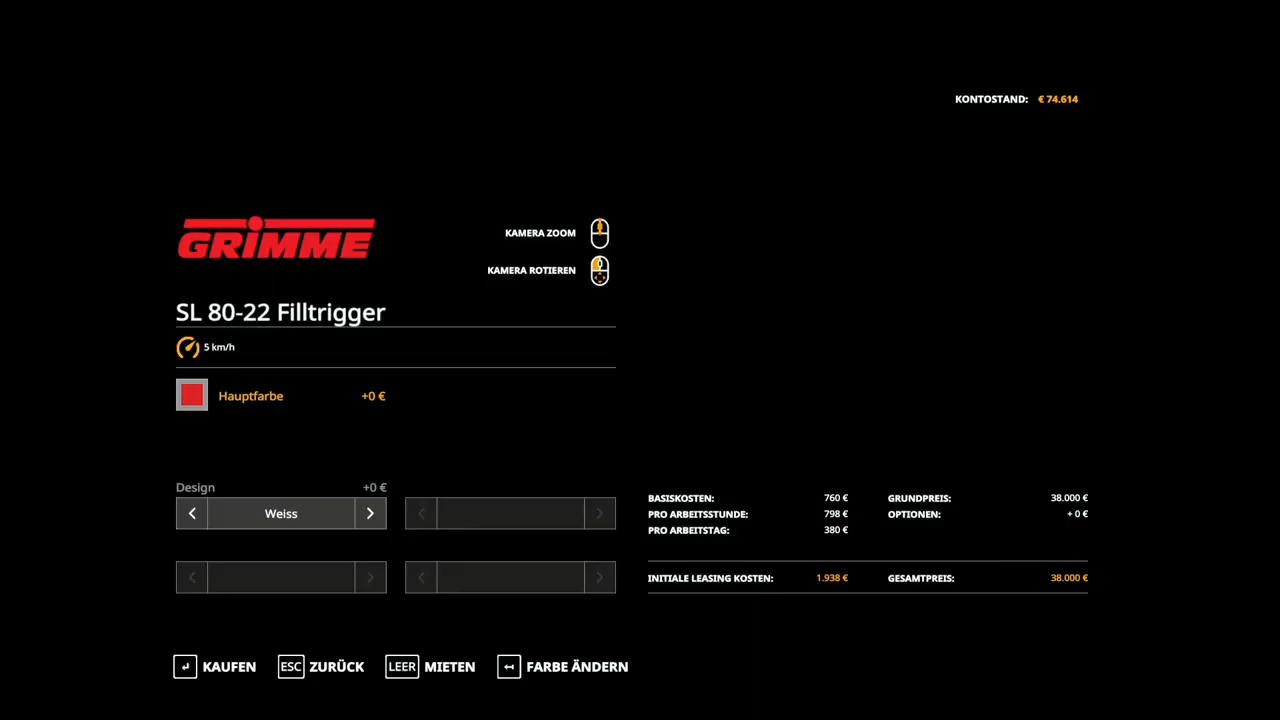 KONTOSTAND: € 74.614
GRIMME
KAMERA ZOOM
KAMERA ROTIEREN
SL 80-22 Filltrigger
5 km/h
Hauptfarbe +0 €
Design +0 €
Weiss
BASISKOSTEN: 760 €
PRO ARBEITSSTUNDE: 798 €
PRO ARBEITSTAG: 380 €
INITIALE LEASING KOSTEN: 1.938 €
GRUNDPREIS: 38.000 €
OPTIONEN: + 0 €
GESAMTPREIS: 38.000 €
KAUFEN ESC ZURÜCK LEER MIETEN FARBE ÄNDERN